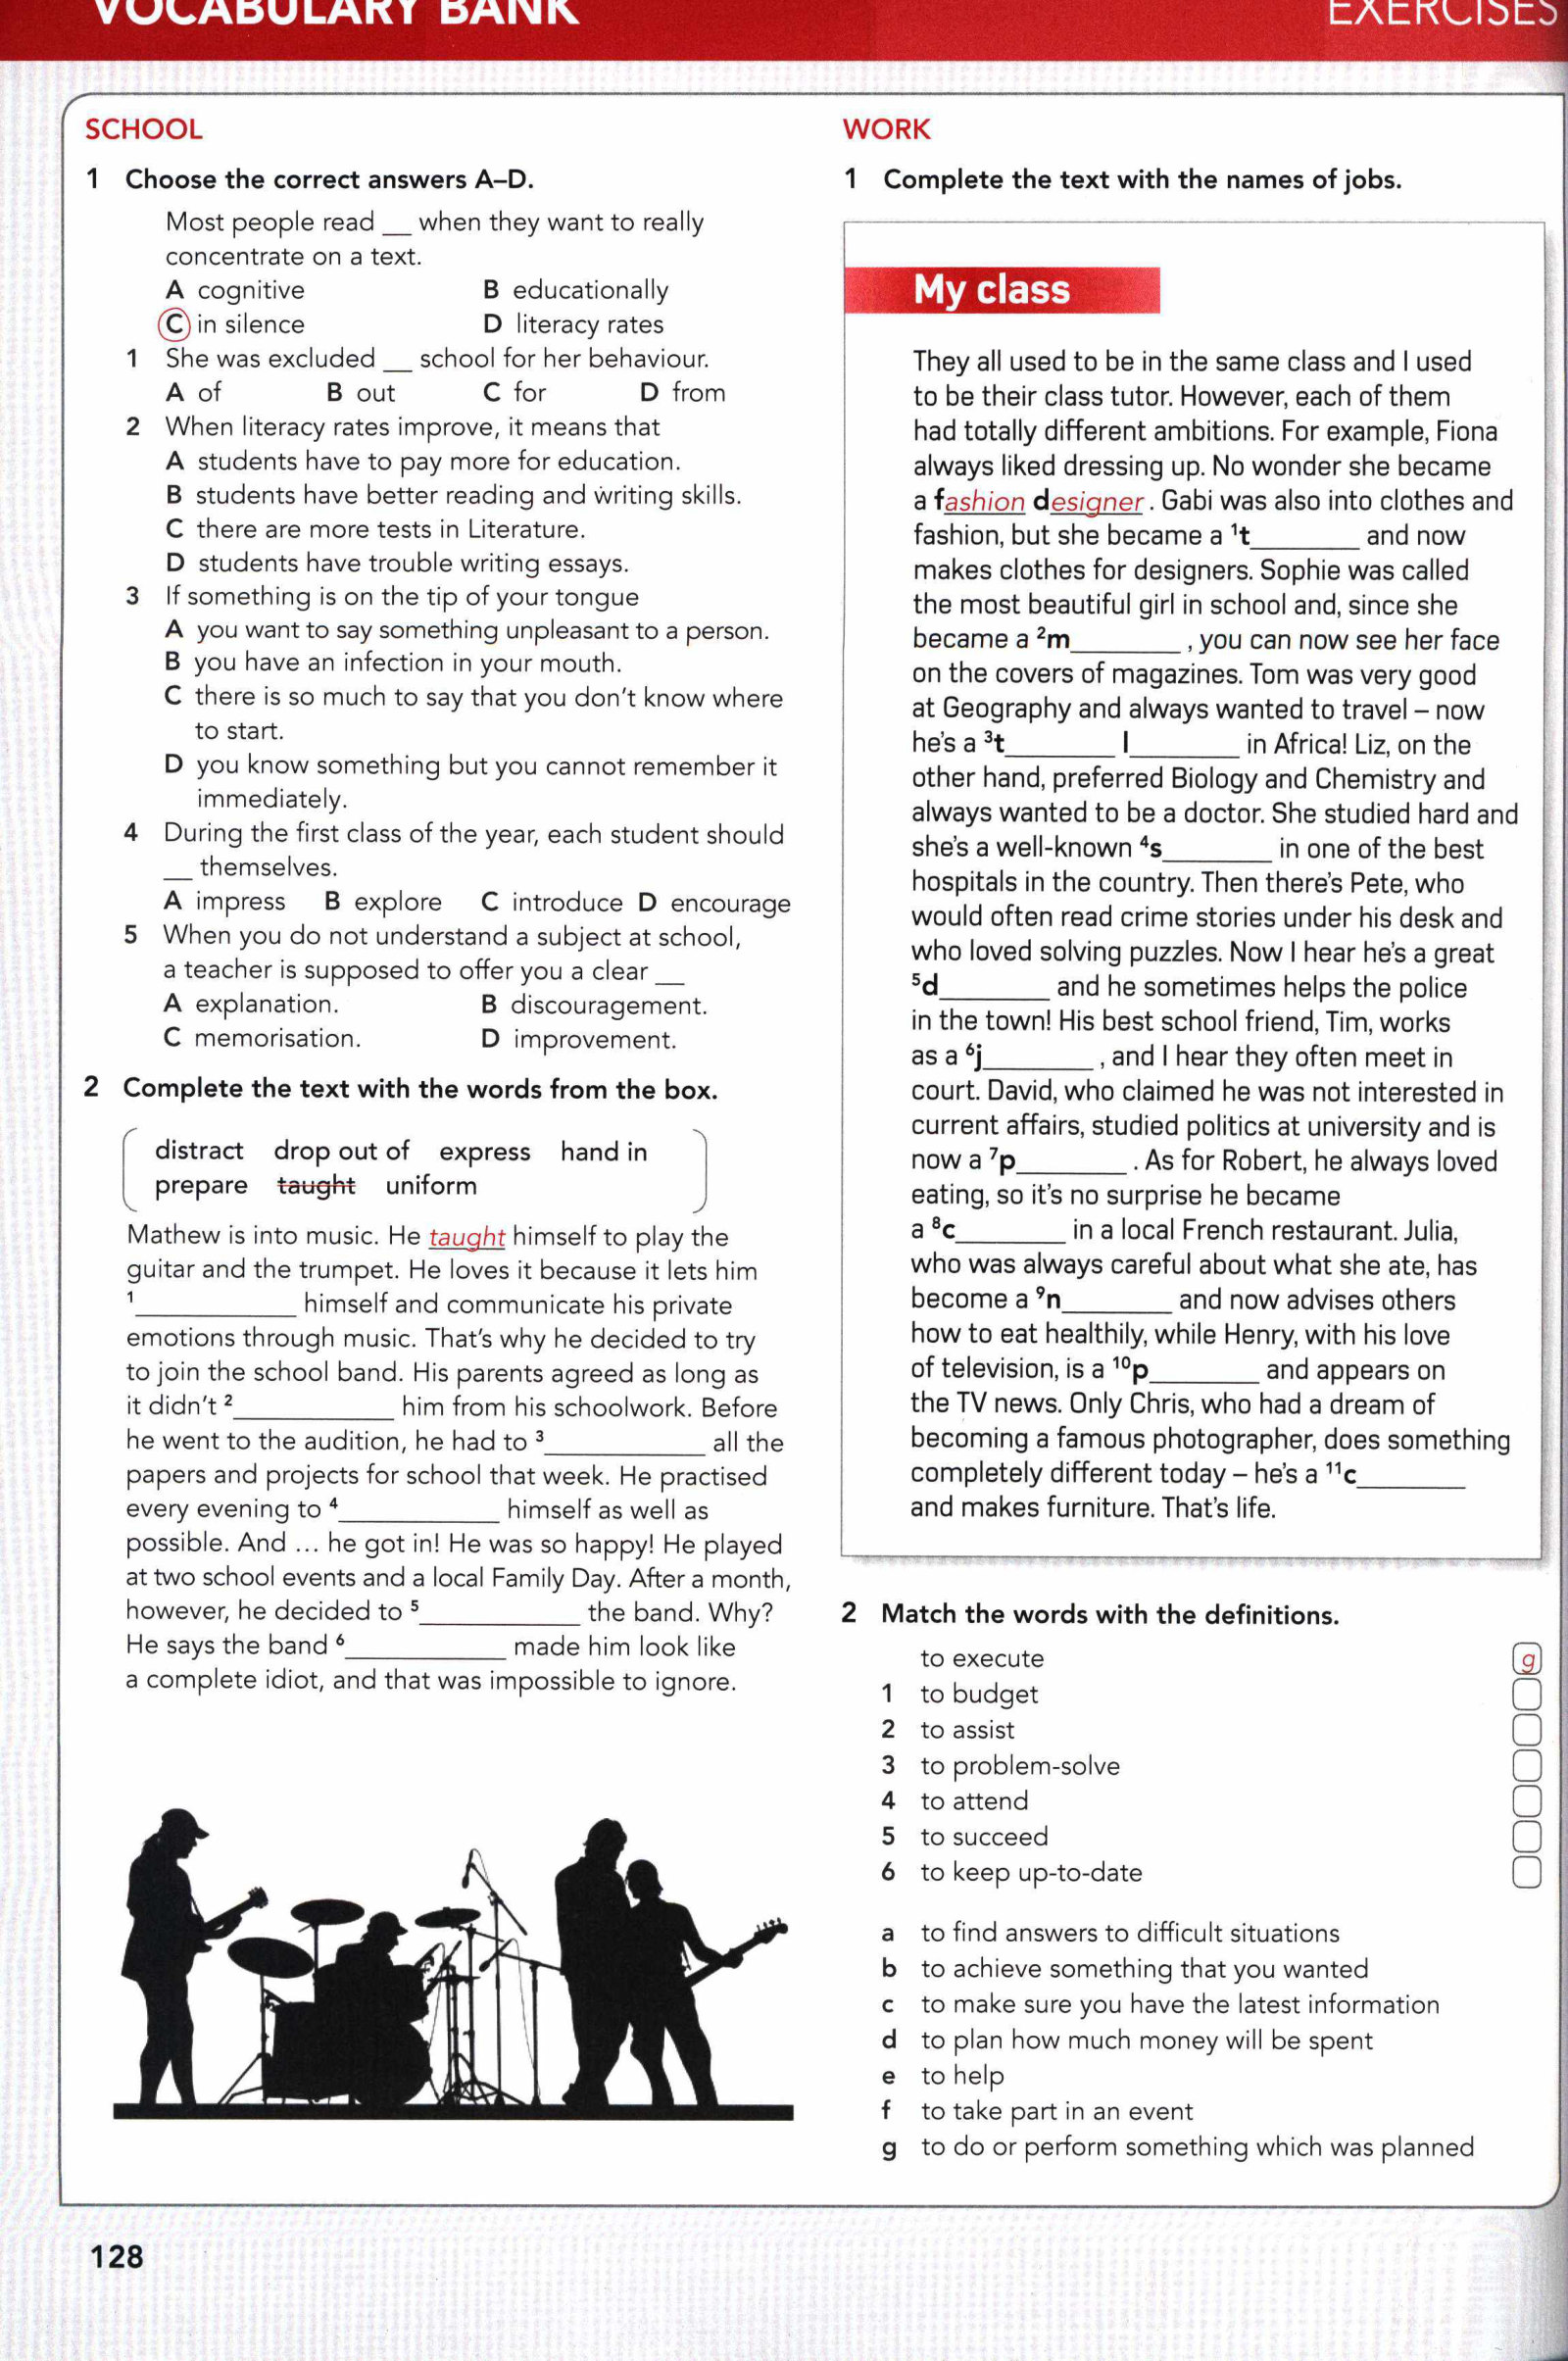 VOCABULARY BANK
EXERCISES
SCHOOL
1 Choose the correct answers A–D.
Most people read __ when they want to really
concentrate on a text.
A cognitive B educationally
C in silence D literacy rates
1 She was excluded __ school for her behaviour.
A of B out C for D from
2 When literacy rates improve, it means that
A students have to pay more for education.
B students have better reading and writing skills.
C there are more tests in Literature.
D students have trouble writing essays.
3 If something is on the tip of your tongue
A you want to say something unpleasant to a person.
B you have an infection in your mouth.
C there is so much to say that you don't know where
to start.
D you know something but you cannot remember it
immediately.
4 During the first class of the year, each student should
__ themselves.
A impress B explore C introduce D encourage
5 When you do not understand a subject at school,
a teacher is supposed to offer you a clear __
A explanation. B discouragement.
C memorisation. D improvement.
2 Complete the text with the words from the box.
distract drop out of express hand in
prepare taught uniform
Mathew is into music. He taught himself to play the
guitar and the trumpet. He loves it because it lets him
1__________ himself and communicate his private
emotions through music. That's why he decided to try
to join the school band. His parents agreed as long as
it didn't 2__________ him from his schoolwork. Before
he went to the audition, he had to 3__________ all the
papers and projects for school that week. He practised
every evening to 4__________ himself as well as
possible. And … he got in! He was so happy! He played
at two school events and a local Family Day. After a month,
however, he decided to 5__________ the band. Why?
He says the band 6__________ made him look like
a complete idiot, and that was impossible to ignore.
WORK
1 Complete the text with the names of jobs.
My class
They all used to be in the same class and I used
to be their class tutor. However, each of them
had totally different ambitions. For example, Fiona
always liked dressing up. No wonder she became
a fashion designer. Gabi was also into clothes and
fashion, but she became a 1t________ and now
makes clothes for designers. Sophie was called
the most beautiful girl in school and, since she
became a 2m________, you can now see her face
on the covers of magazines. Tom was very good
at Geography and always wanted to travel – now
he's a 3t________ l________ in Africa! Liz, on the
other hand, preferred Biology and Chemistry and
always wanted to be a doctor. She studied hard and
she's a well-known 4s________ in one of the best
hospitals in the country. Then there's Pete, who
would often read crime stories under his desk and
who loved solving puzzles. Now I hear he's a great
5d________ and he sometimes helps the police
in the town! His best school friend, Tim, works
as a 6j________, and I hear they often meet in
court. David, who claimed he was not interested in
current affairs, studied politics at university and is
now a 7p________. As for Robert, he always loved
eating, so it's no surprise he became
a 8c________ in a local French restaurant. Julia,
who was always careful about what she ate, has
become a 9n________ and now advises others
how to eat healthily, while Henry, with his love
of television, is a 10p________ and appears on
the TV news. Only Chris, who had a dream of
becoming a famous photographer, does something
completely different today – he's a 11c________
and makes furniture. That's life.
2 Match the words with the definitions.
to execute g
1 to budget
2 to assist
3 to problem-solve
4 to attend
5 to succeed
6 to keep up-to-date
a to find answers to difficult situations
b to achieve something that you wanted
c to make sure you have the latest information
d to plan how much money will be spent
e to help
f to take part in an event
g to do or perform something which was planned
128